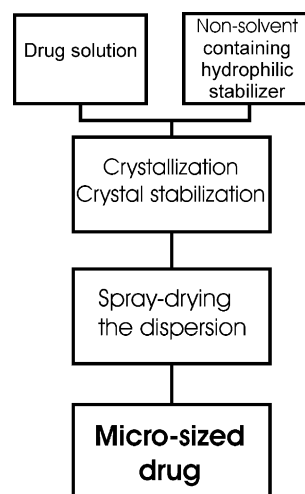 Drug solution
Non-solvent
containing
hydrophilic
stabilizer
Crystallization
Crystal stabilization
Spray-drying
the dispersion
Micro-sized
drug